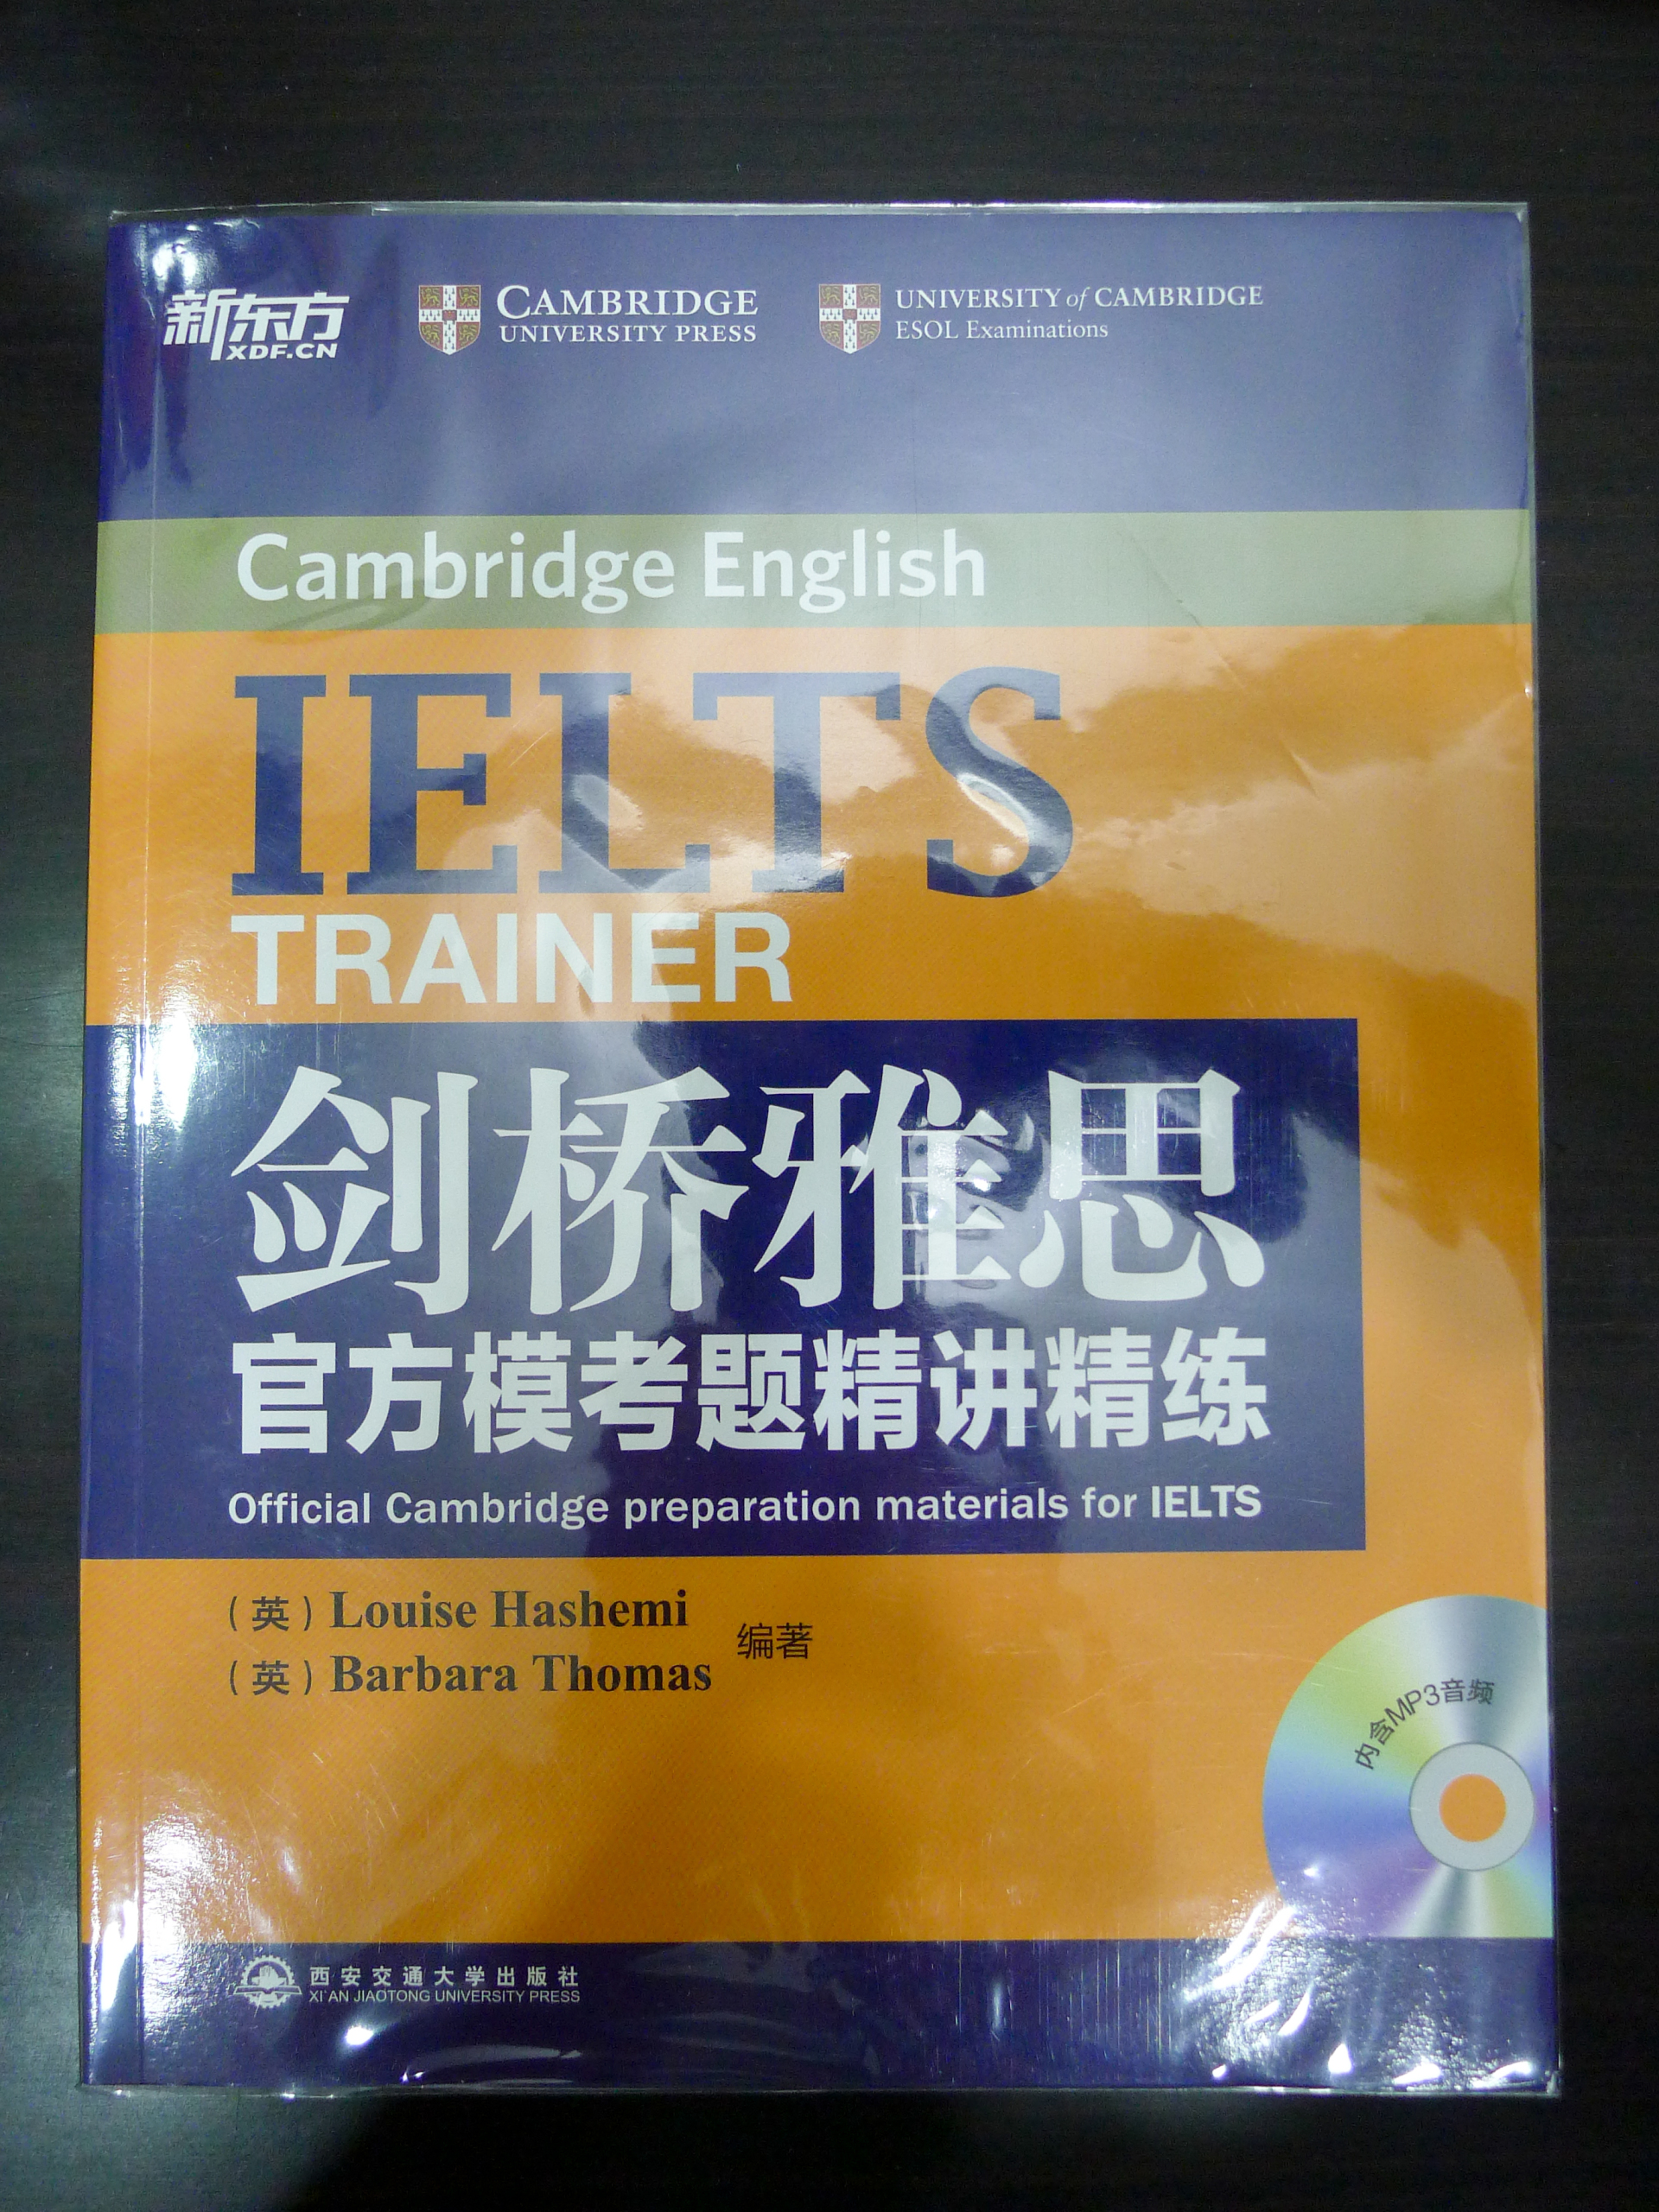 新东方
XDF.CN
CAMBRIDGE
UNIVERSITY PRESS
UNIVERSITY of CAMBRIDGE
ESOL Examinations
Cambridge English
IELTS
TRAINER
剑桥雅思
官方模考题精讲精练
Official Cambridge preparation materials for IELTS
（英）Louise Hashemi
（英）Barbara Thomas
编著
内含MP3音频
西安交通大学出版社
XI'AN JIAOTONG UNIVERSITY PRESS